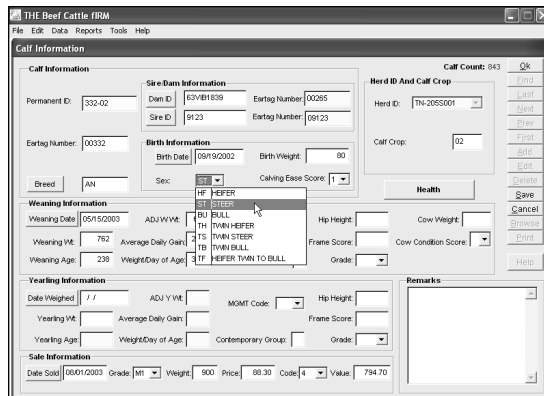 THE Beef Cattle fIRM
File Edit Data Reports Tools Help
Calf Information
Calf Count: 843
Calf Information
Permanent ID: 332-02
Eartag Number: 00332
Breed AN
Sire/Dam Information
Dam ID 63VIB1839 Eartag Number: 00265
Sire ID 9123 Eartag Number: 09123
Birth Information
Birth Date 09/19/2002 Birth Weight: 80
Sex: ST Calving Ease Score: 1
HF HEIFER
ST STEER
BU BULL
TH TWIN HEIFER
TS TWIN STEER
TB TWIN BULL
TF HEIFER TWIN TO BULL
Herd ID And Calf Crop
Herd ID: TN-205S001
Calf Crop: 02
Health
Ok
Find
Last
Next
Prev
First
Add
Edit
Delete
Save
Cancel
Browse
Print
Help
Weaning Information
Weaning Date 05/15/2003 ADJ W Wt: Hip Height: Cow Weight:
Weaning Wt: 762 Average Daily Gain: 2 Frame Score: Cow Condition Score:
Weaning Age: 238 Weight/Day of Age: 3 Grade:
Yearling Information
Date Weighed / / ADJ Y Wt: MGMT Code: Hip Height:
Yearling Wt: Average Daily Gain: Frame Score:
Yearling Age: Weight/Day of Age: Contemporary Group: Grade:
Remarks
Sale Information
Date Sold 08/01/2003 Grade: M1 Weight: 900 Price: 88.30 Code: 4 Value: 794.70